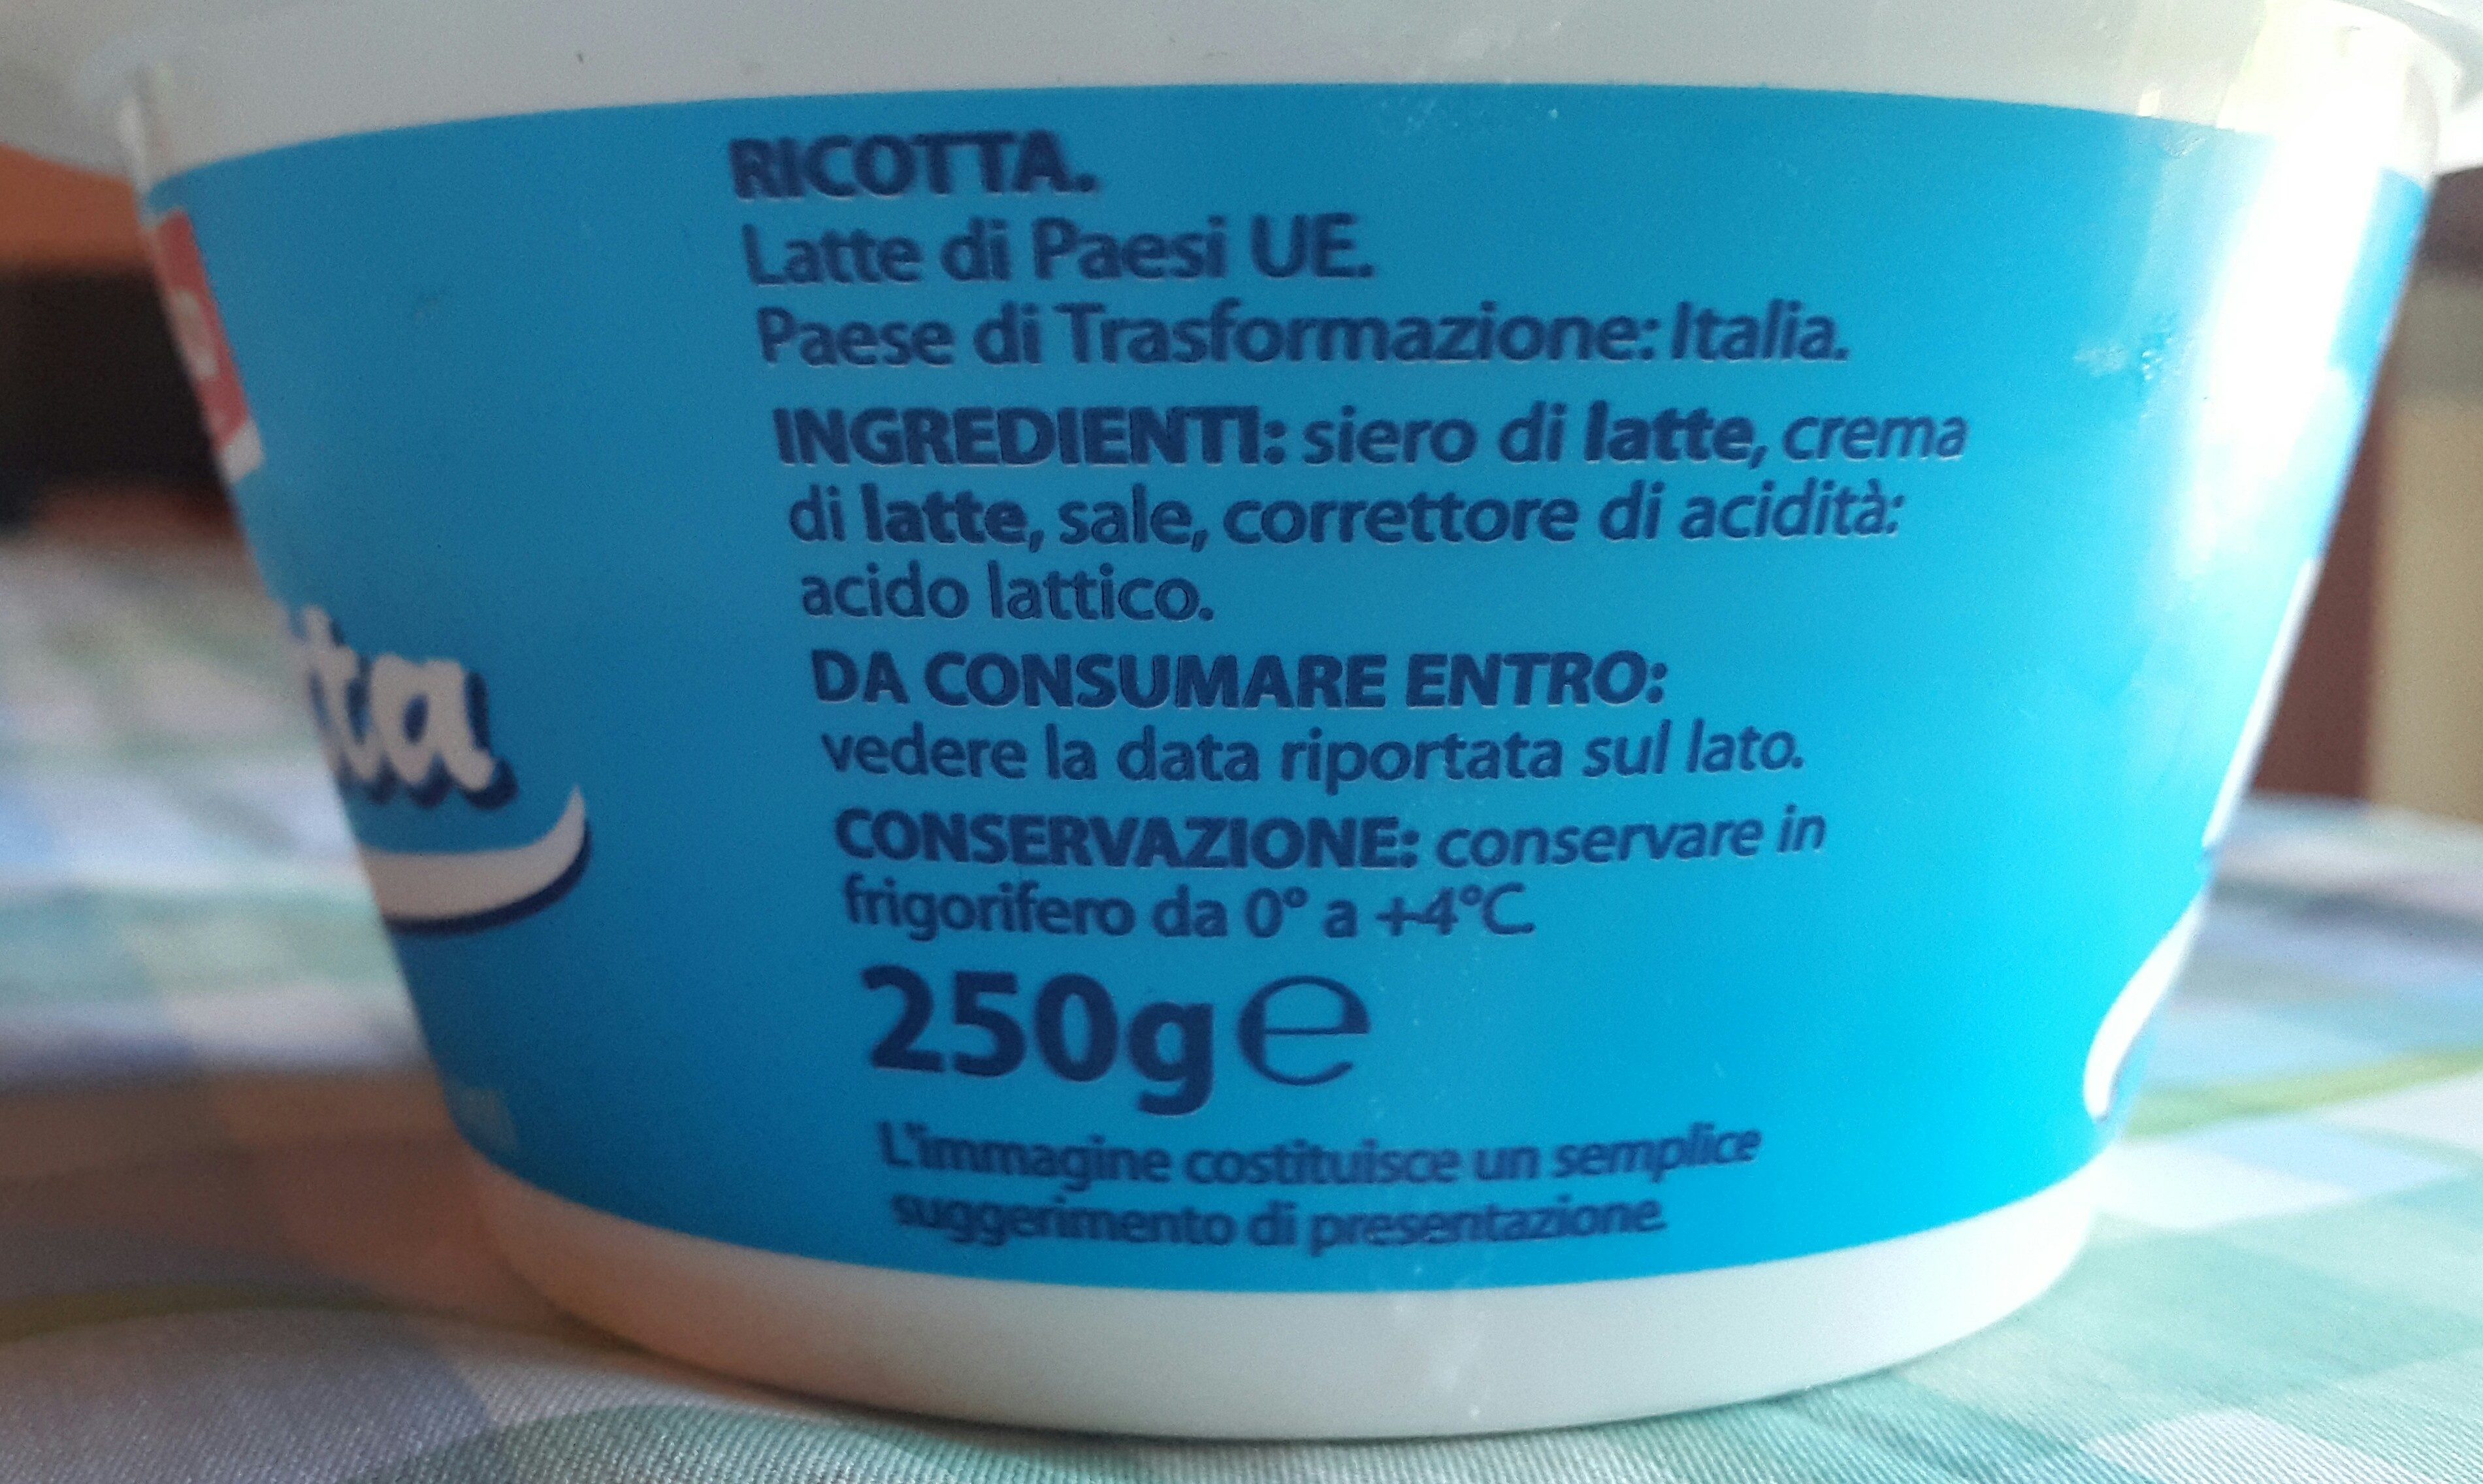 RICOTTA.
Latte di Paesi UE.
Paese di Trasformazione: Italia.
INGREDIENTI: siero di latte, crema
di latte, sale, correttore di acidità:
acido lattico.
DA CONSUMARE ENTRO:
vedere la data riportata sul lato.
CONSERVAZIONE: conservare in
frigorifero da 0° a +4°C
250g e
L'immagine costituisce un semplice
suggerimento di presentazione.
tta